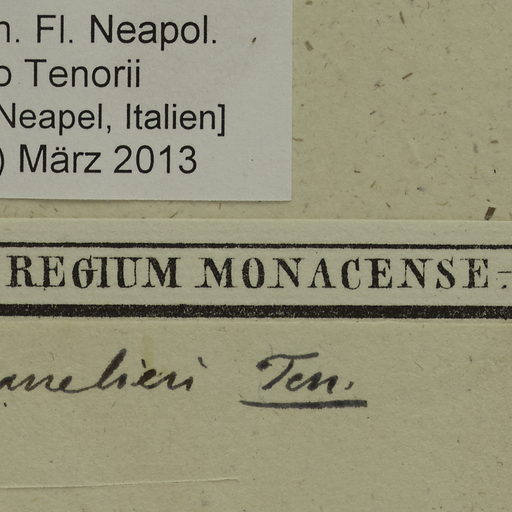 n. Fl. Neapol.
o Tenorii
Neapel, Italien]
) März 2013
REGIUM MONACENSE.
Ten.